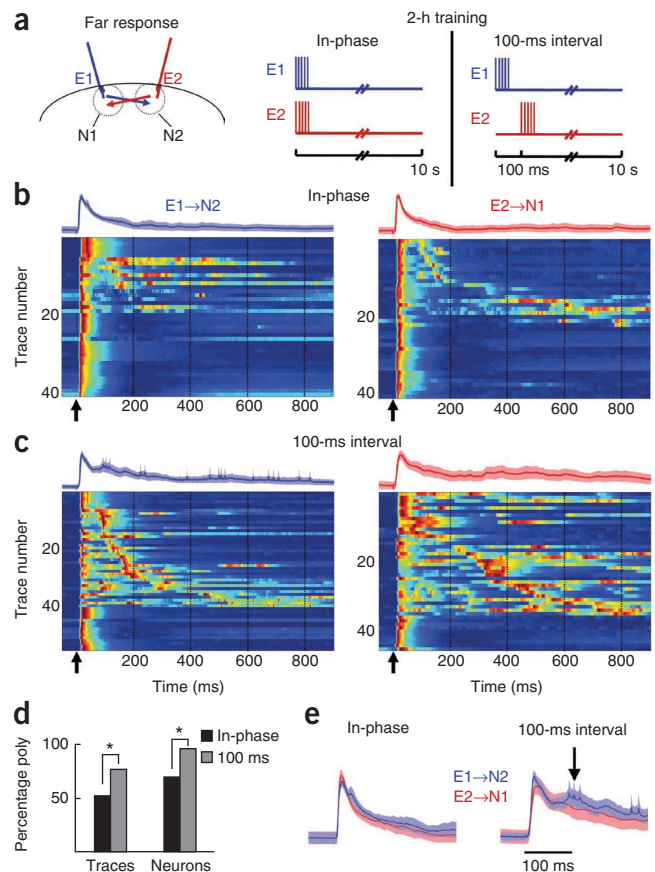 a
Far response
E1
E2
N1
N2
2-h training
In-phase
100-ms interval
E1
E2
10 s
E1
E2
100 ms
10 s
b
In-phase
E1→N2
E2→N1
Trace number
20
40
200 400 600 800
200 400 600 800
c
100-ms interval
Trace number
20
40
20
40
200 400 600 800
200 400 600 800
Time (ms)
Time (ms)
d
Percentage poly
100
50
*
*
In-phase
100 ms
Traces
Neurons
e
In-phase
100-ms interval
E1→N2
E2→N1
100 ms